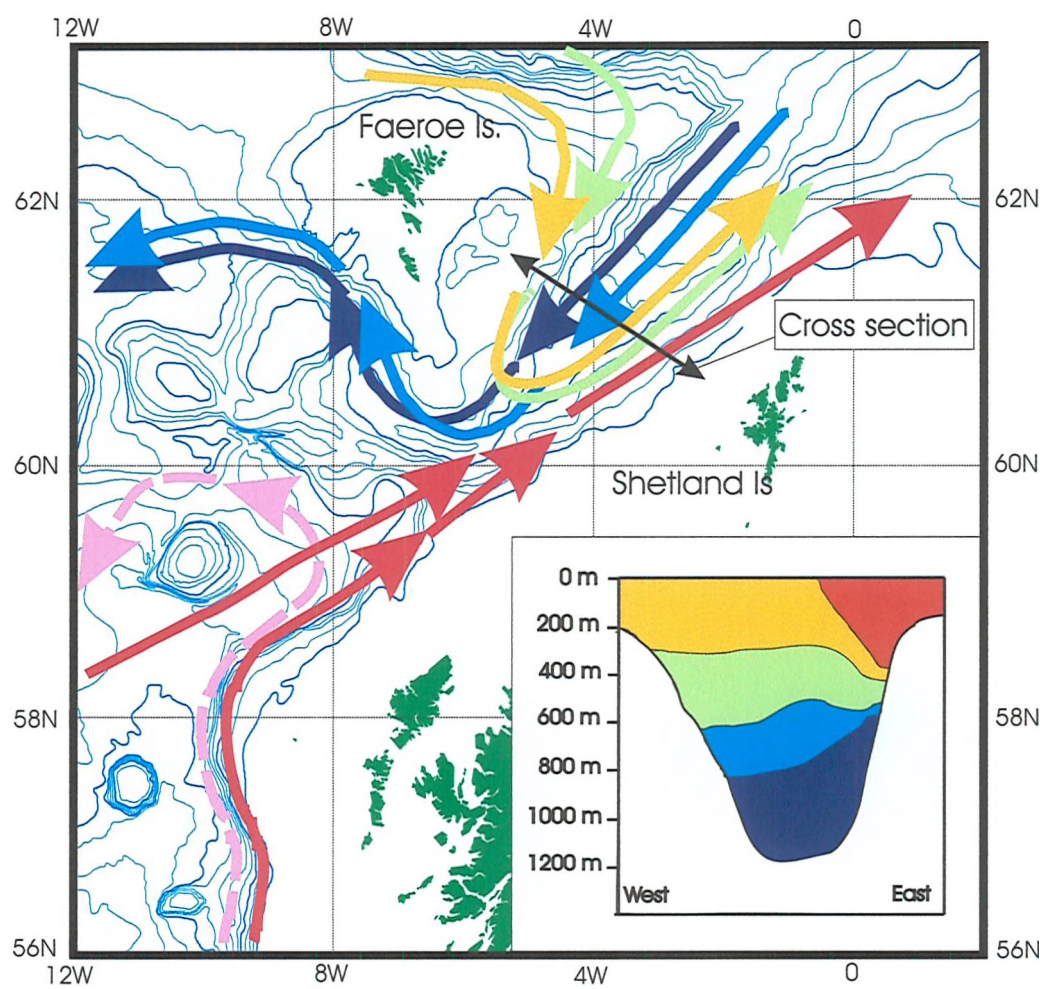 12W 8W 4W 0
Faeroe Is.
62N 62N
Cross section
60N 60N
Shetland Is
0 m
200 m
400 m
58N 600 m 58N
800 m
1000 m
1200 m
West East
56N 56N
12W 8W 4W 0